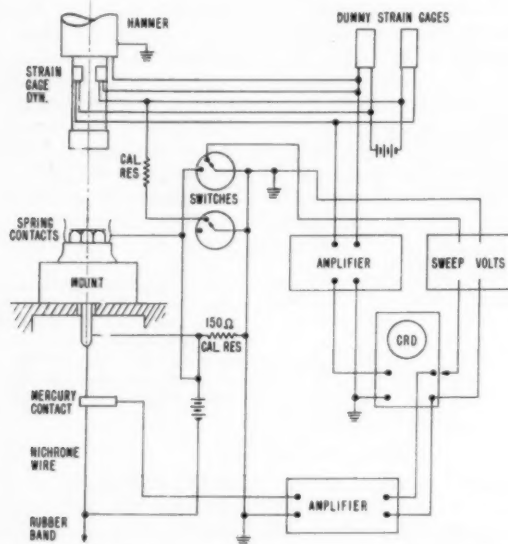 HAMMER
DUMMY STRAIN GAGES
STRAIN
GAGE
DYN.
CAL.
RES
SWITCHES
SPRING
CONTACTS
AMPLIFIER
SWEEP VOLTS
MOUNT
150Ω
CAL. RES
CRD
MERCURY
CONTACT
NICHROME
WIRE
AMPLIFIER
RUBBER
BAND